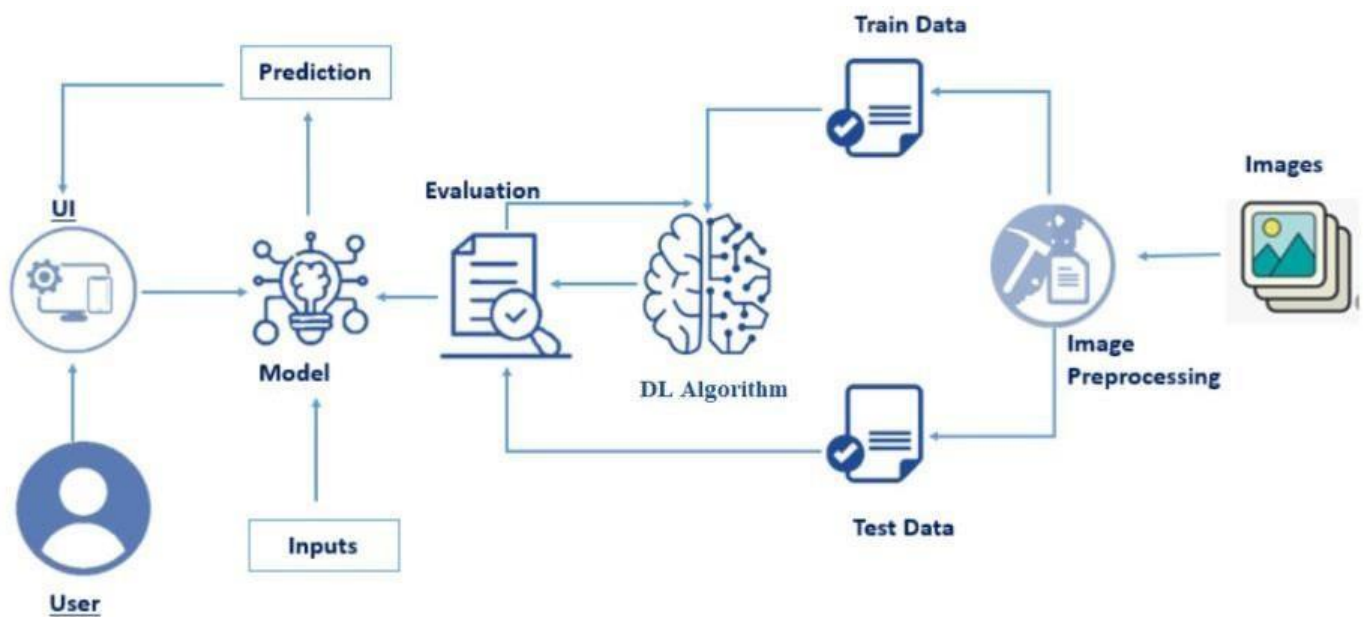 Train Data
Prediction
Images
Evaluation
UI
Image
Preprocessing
Model
DL Algorithm
Test Data
Inputs
User